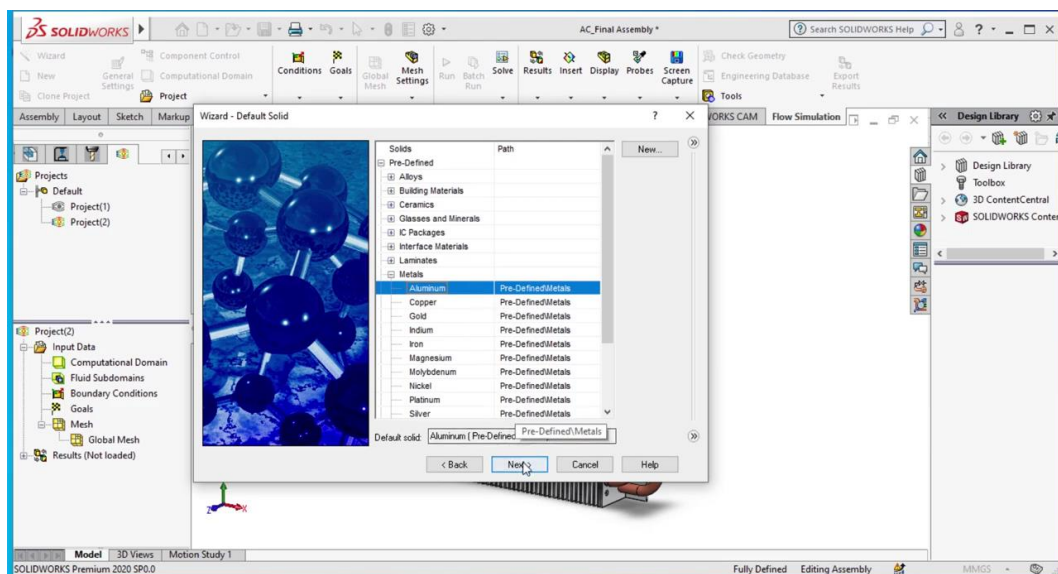 SOLIDWORKS
AC_Final Assembly *
Search SOLIDWORKS Help
Wizard
New
Clone Project
General Settings
Component Control
Computational Domain
Project
Conditions
Goals
Global Mesh
Mesh Settings
Run
Batch Run
Solve
Results
Insert
Display
Probes
Screen Capture
Check Geometry
Engineering Database
Tools
Export Results
Assembly
Layout
Sketch
Markup
ORKS CAM
Flow Simulation
Wizard - Default Solid
Solids Path
Pre-Defined
Alloys
Building Materials
Ceramics
Glasses and Minerals
IC Packages
Interface Materials
Laminates
Metals
Aluminum Pre-Defined\Metals
Copper Pre-Defined\Metals
Gold Pre-Defined\Metals
Indium Pre-Defined\Metals
Iron Pre-Defined\Metals
Magnesium Pre-Defined\Metals
Molybdenum Pre-Defined\Metals
Nickel Pre-Defined\Metals
Platinum Pre-Defined\Metals
Silver Pre-Defined\Metals
New...
Default solid: Aluminum ( Pre-Defined
Pre-Defined\Metals
< Back
Next >
Cancel
Help
Projects
Default
Project(1)
Project(2)
Project(2)
Input Data
Computational Domain
Fluid Subdomains
Boundary Conditions
Goals
Mesh
Global Mesh
Results (Not loaded)
Design Library
Design Library
Toolbox
3D ContentCentral
SOLIDWORKS Conte
Z
X
Model
3D Views
Motion Study 1
SOLIDWORKS Premium 2020 SP0.0
Fully Defined
Editing Assembly
MMGS